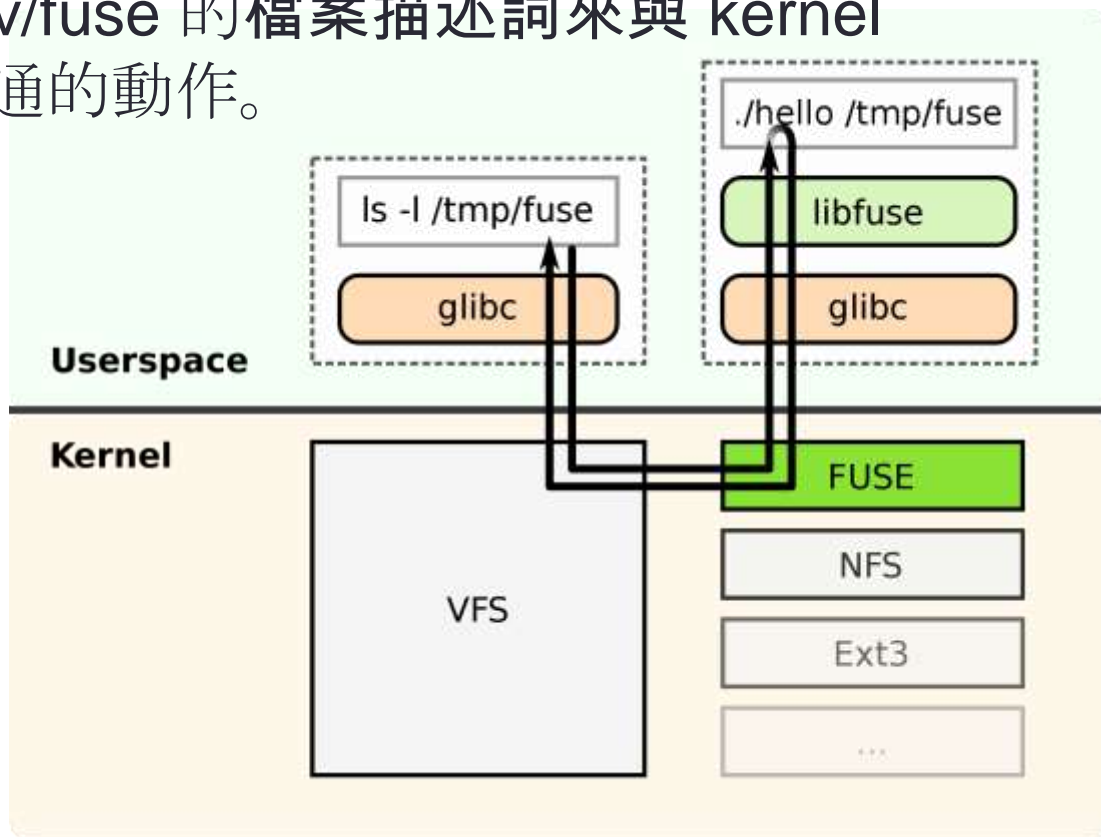 v/fuse 的檔案描述詞來與 kernel
通的動作。
./hello /tmp/fuse
ls -l /tmp/fuse
libfuse
glibc
glibc
Userspace
Kernel
FUSE
NFS
VFS
Ext3
...